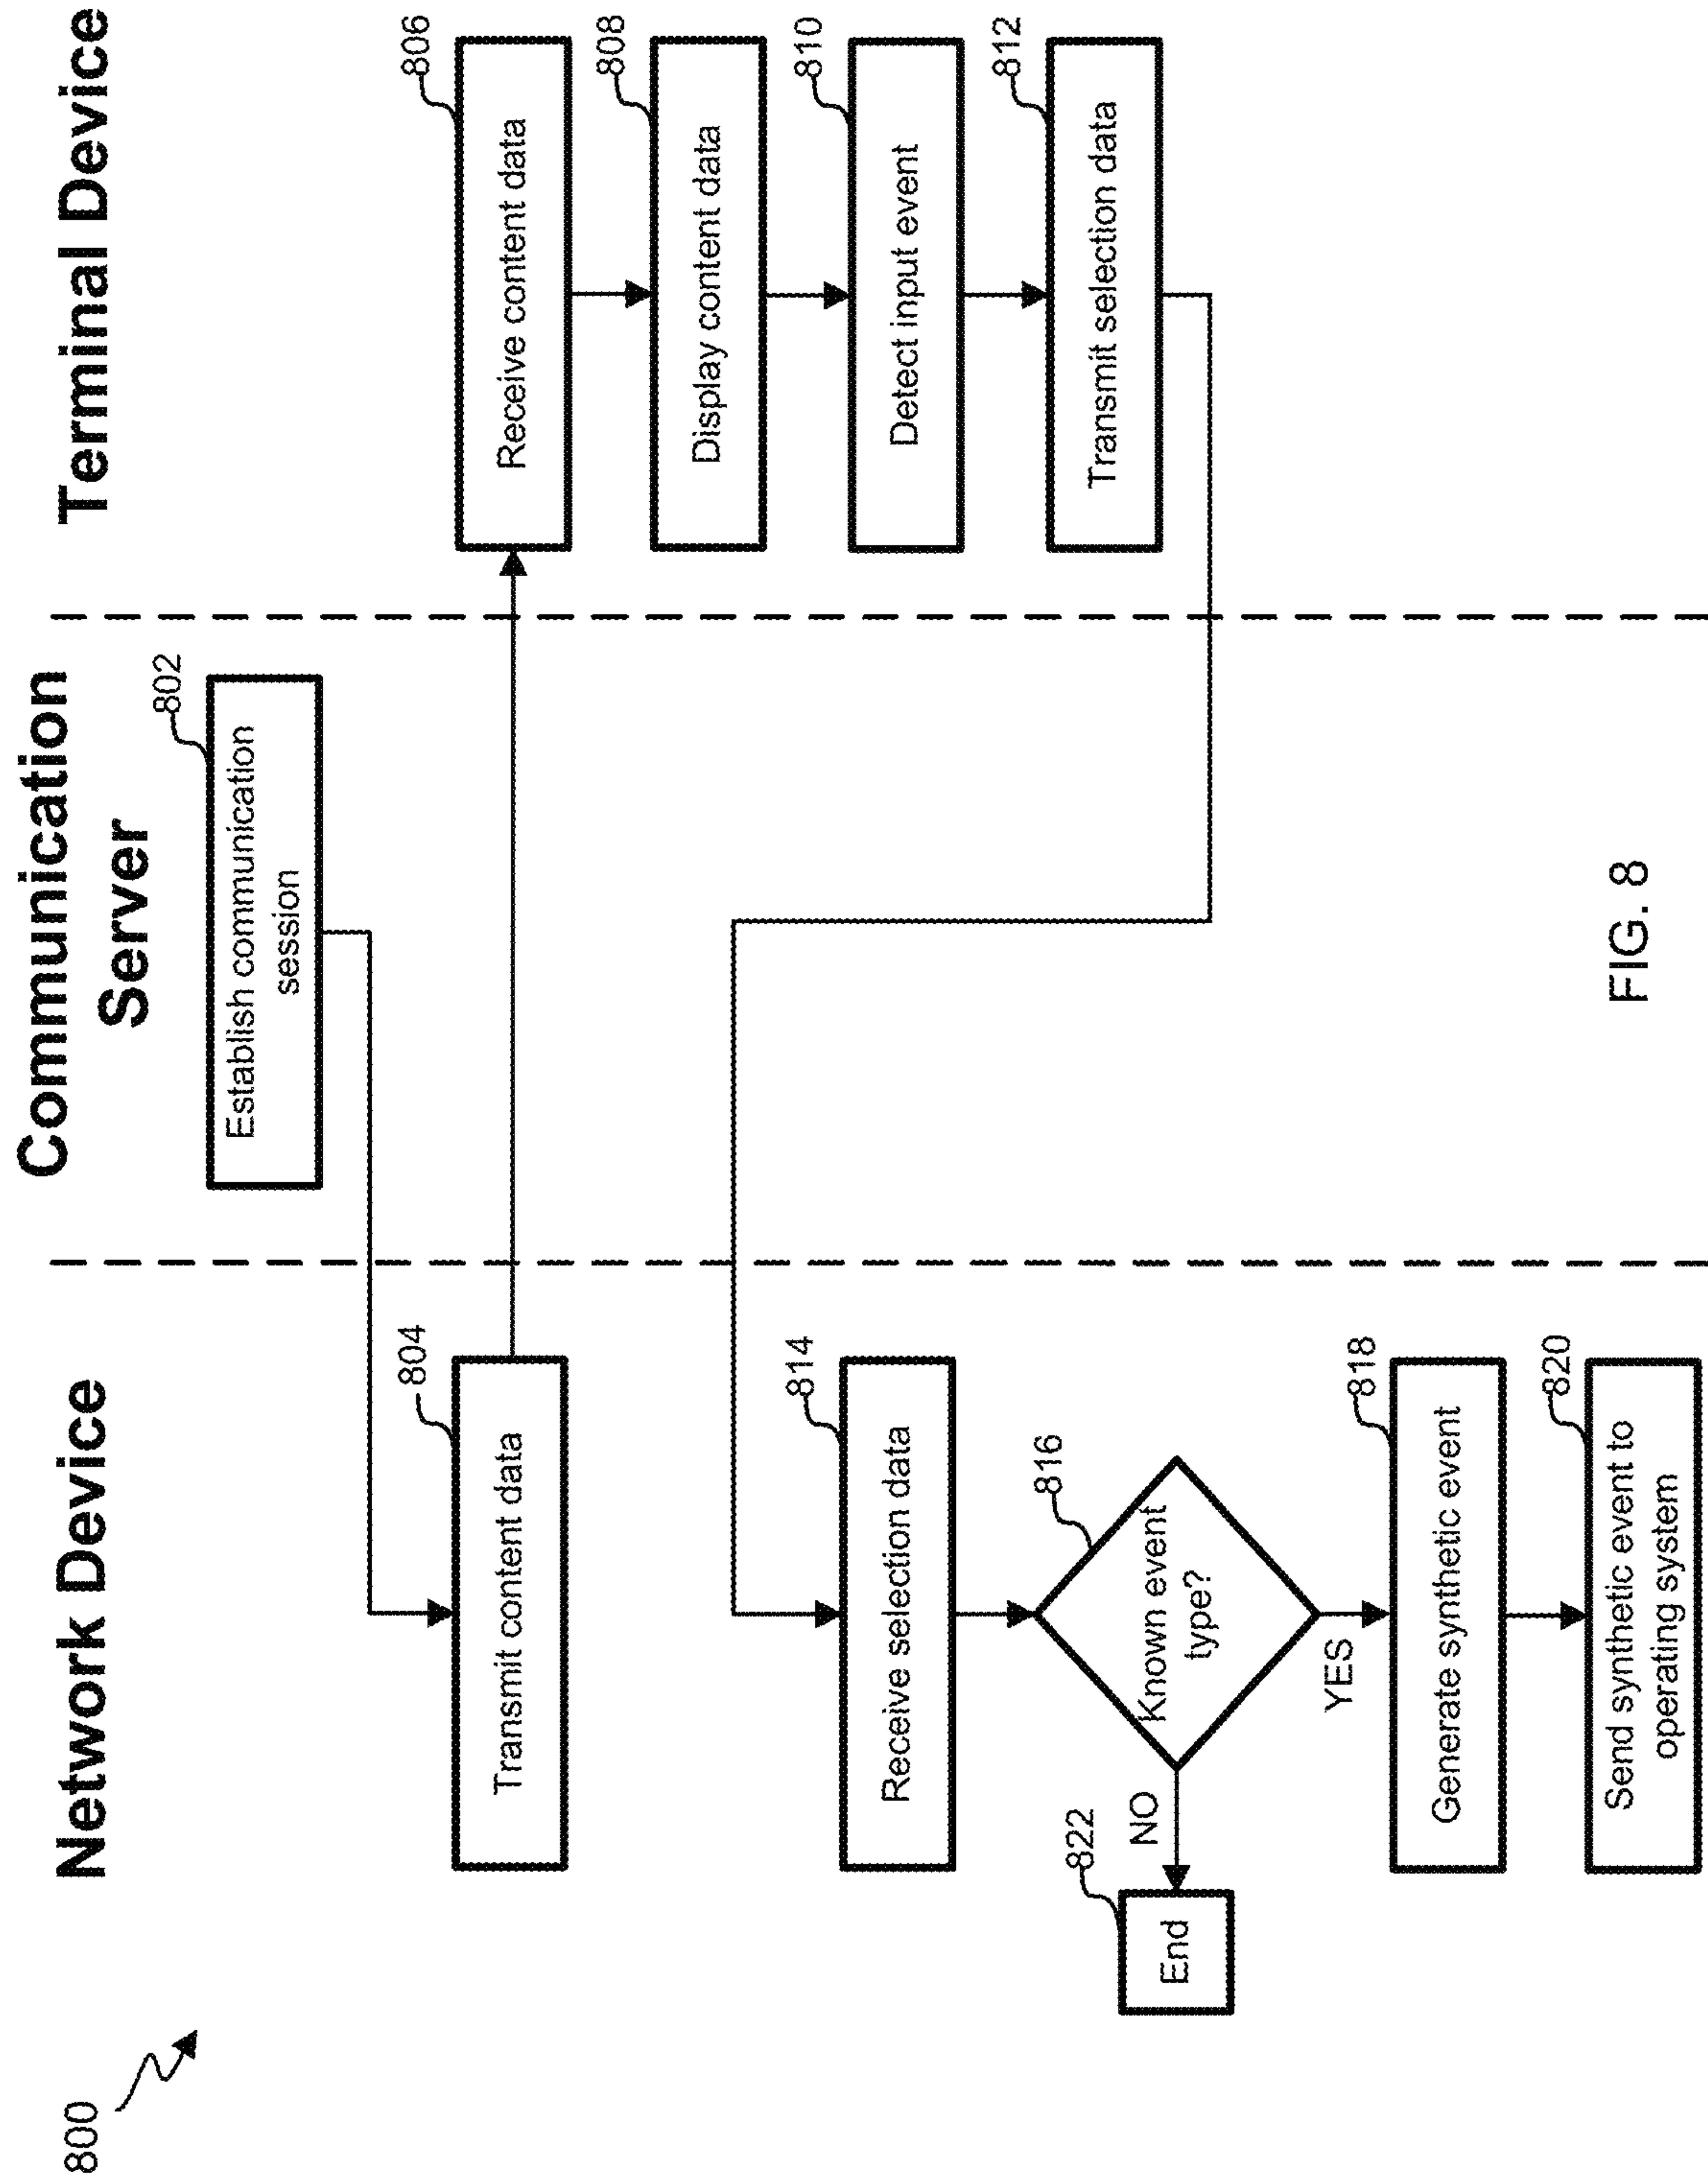 800
Network Device
Communication
Server
Terminal Device
802
Establish communication
session
804
Transmit content data
806
Receive content data
808
Display content data
810
Detect input event
812
Transmit selection data
814
Receive selection data
816
Known event
type?
NO
822
End
YES
818
Generate synthetic event
820
Send synthetic event to
operating system
FIG. 8